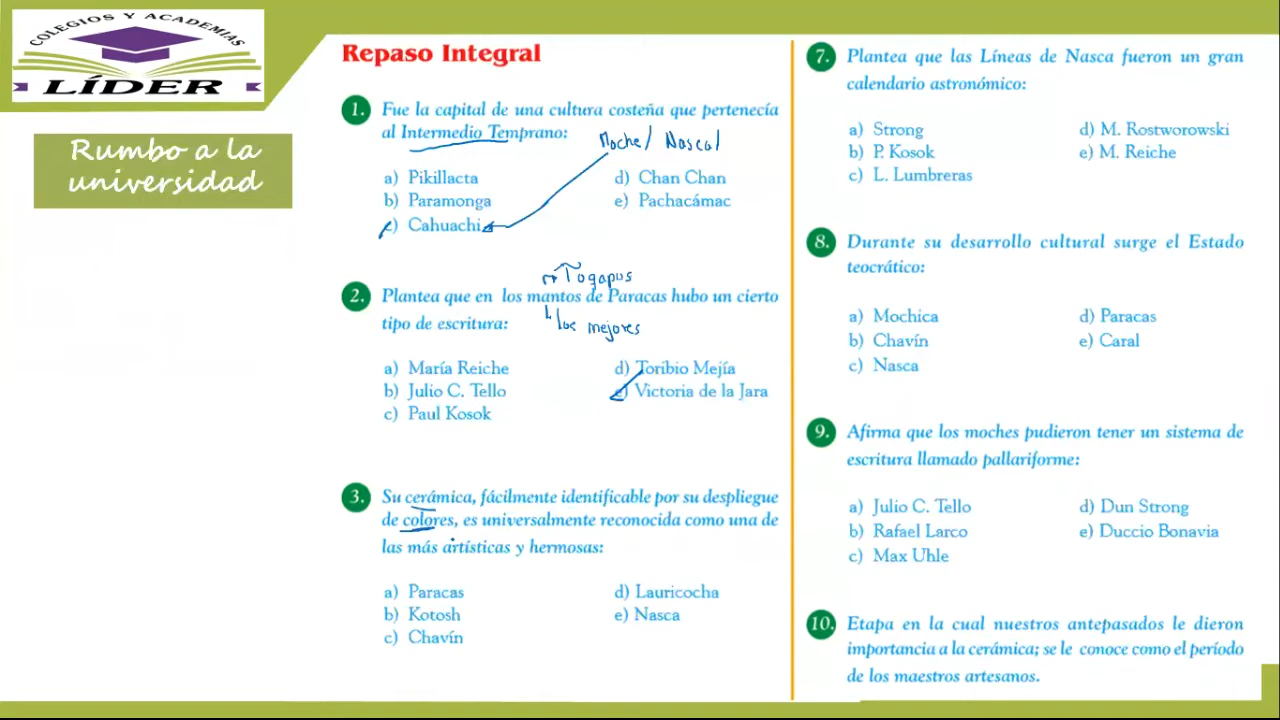 COLEGIOS Y ACADEMIAS
LÍDER
Rumbo a la
universidad
Repaso Integral
1. Fue la capital de una cultura costeña que pertenecía
al Intermedio Temprano:
Moche/ Nasca/
a) Pikillacta
b) Paramonga
c) Cahuachi
d) Chan Chan
e) Pachacámac
Togapus
2. Plantea que en los mantos de Paracas hubo un cierto
tipo de escritura:
los mejores
a) María Reiche
b) Julio C. Tello
c) Paul Kosok
d) Toribio Mejía
e) Victoria de la Jara
3. Su cerámica, fácilmente identificable por su despliegue
de colores, es universalmente reconocida como una de
las más artísticas y hermosas:
a) Paracas
b) Kotosh
c) Chavín
d) Lauricocha
e) Nasca
7. Plantea que las Líneas de Nasca fueron un gran
calendario astronómico:
a) Strong
b) P. Kosok
c) L. Lumbreras
d) M. Rostworowski
e) M. Reiche
8. Durante su desarrollo cultural surge el Estado
teocrático:
a) Mochica
b) Chavín
c) Nasca
d) Paracas
e) Caral
9. Afirma que los moches pudieron tener un sistema de
escritura llamado pallariforme:
a) Julio C. Tello
b) Rafael Larco
c) Max Uhle
d) Dun Strong
e) Duccio Bonavia
10. Etapa en la cual nuestros antepasados le dieron
importancia a la cerámica; se le conoce como el período
de los maestros artesanos.